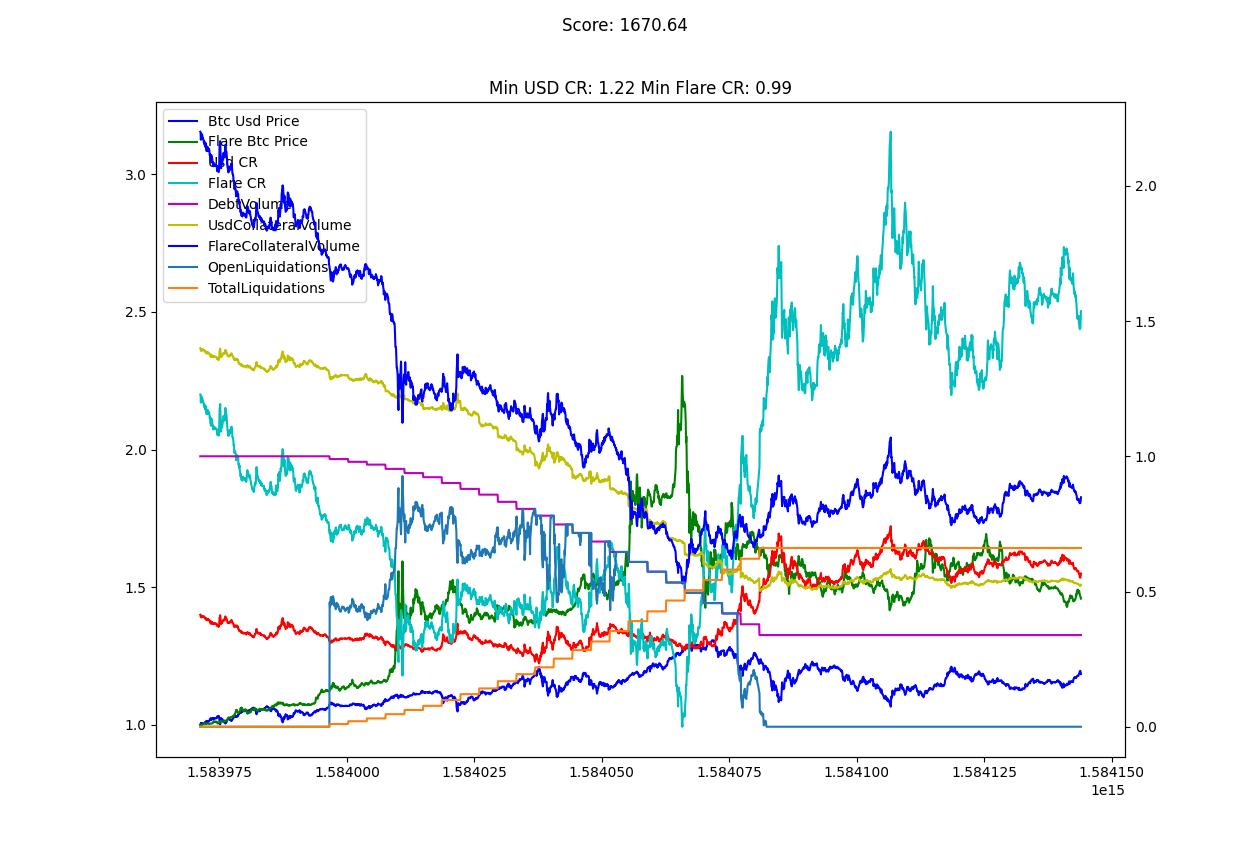 Score: 1670.64
Min USD CR: 1.22 Min Flare CR: 0.99
Btc Usd Price
Flare Btc Price
Usd CR
Flare CR
DebtVolume
UsdCollateralVolume
FlareCollateralVolume
OpenLiquidations
TotalLiquidations
3.0
2.5
2.0
1.5
1.0
2.0
1.5
1.0
0.5
0.0
1.583975
1.584000
1.584025
1.584050
1.584075
1.584100
1.584125
1.584150
1e15